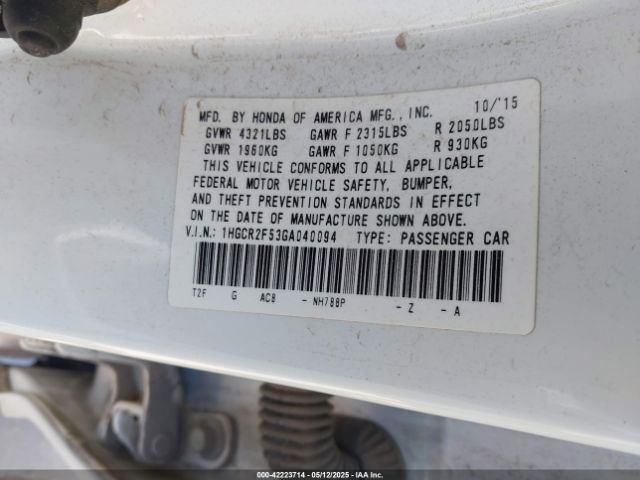 MFD. BY HONDA OF AMERICA MFG., INC. 10/'15
GVWR 4321LBS GAWR F 2315LBS R 2050LBS
GVWR 1960KG GAWR F 1050KG R 930KG
THIS VEHICLE CONFORMS TO ALL APPLICABLE
FEDERAL MOTOR VEHICLE SAFETY, BUMPER,
AND THEFT PREVENTION STANDARDS IN EFFECT
ON THE DATE OF MANUFACTURE SHOWN ABOVE.
V.I.N.: 1HGCR2F53GA040094 TYPE: PASSENGER CAR
T2F G AC8 - NH788P - Z - A
000-42223714 - 05/12/2025 - IAAI.com